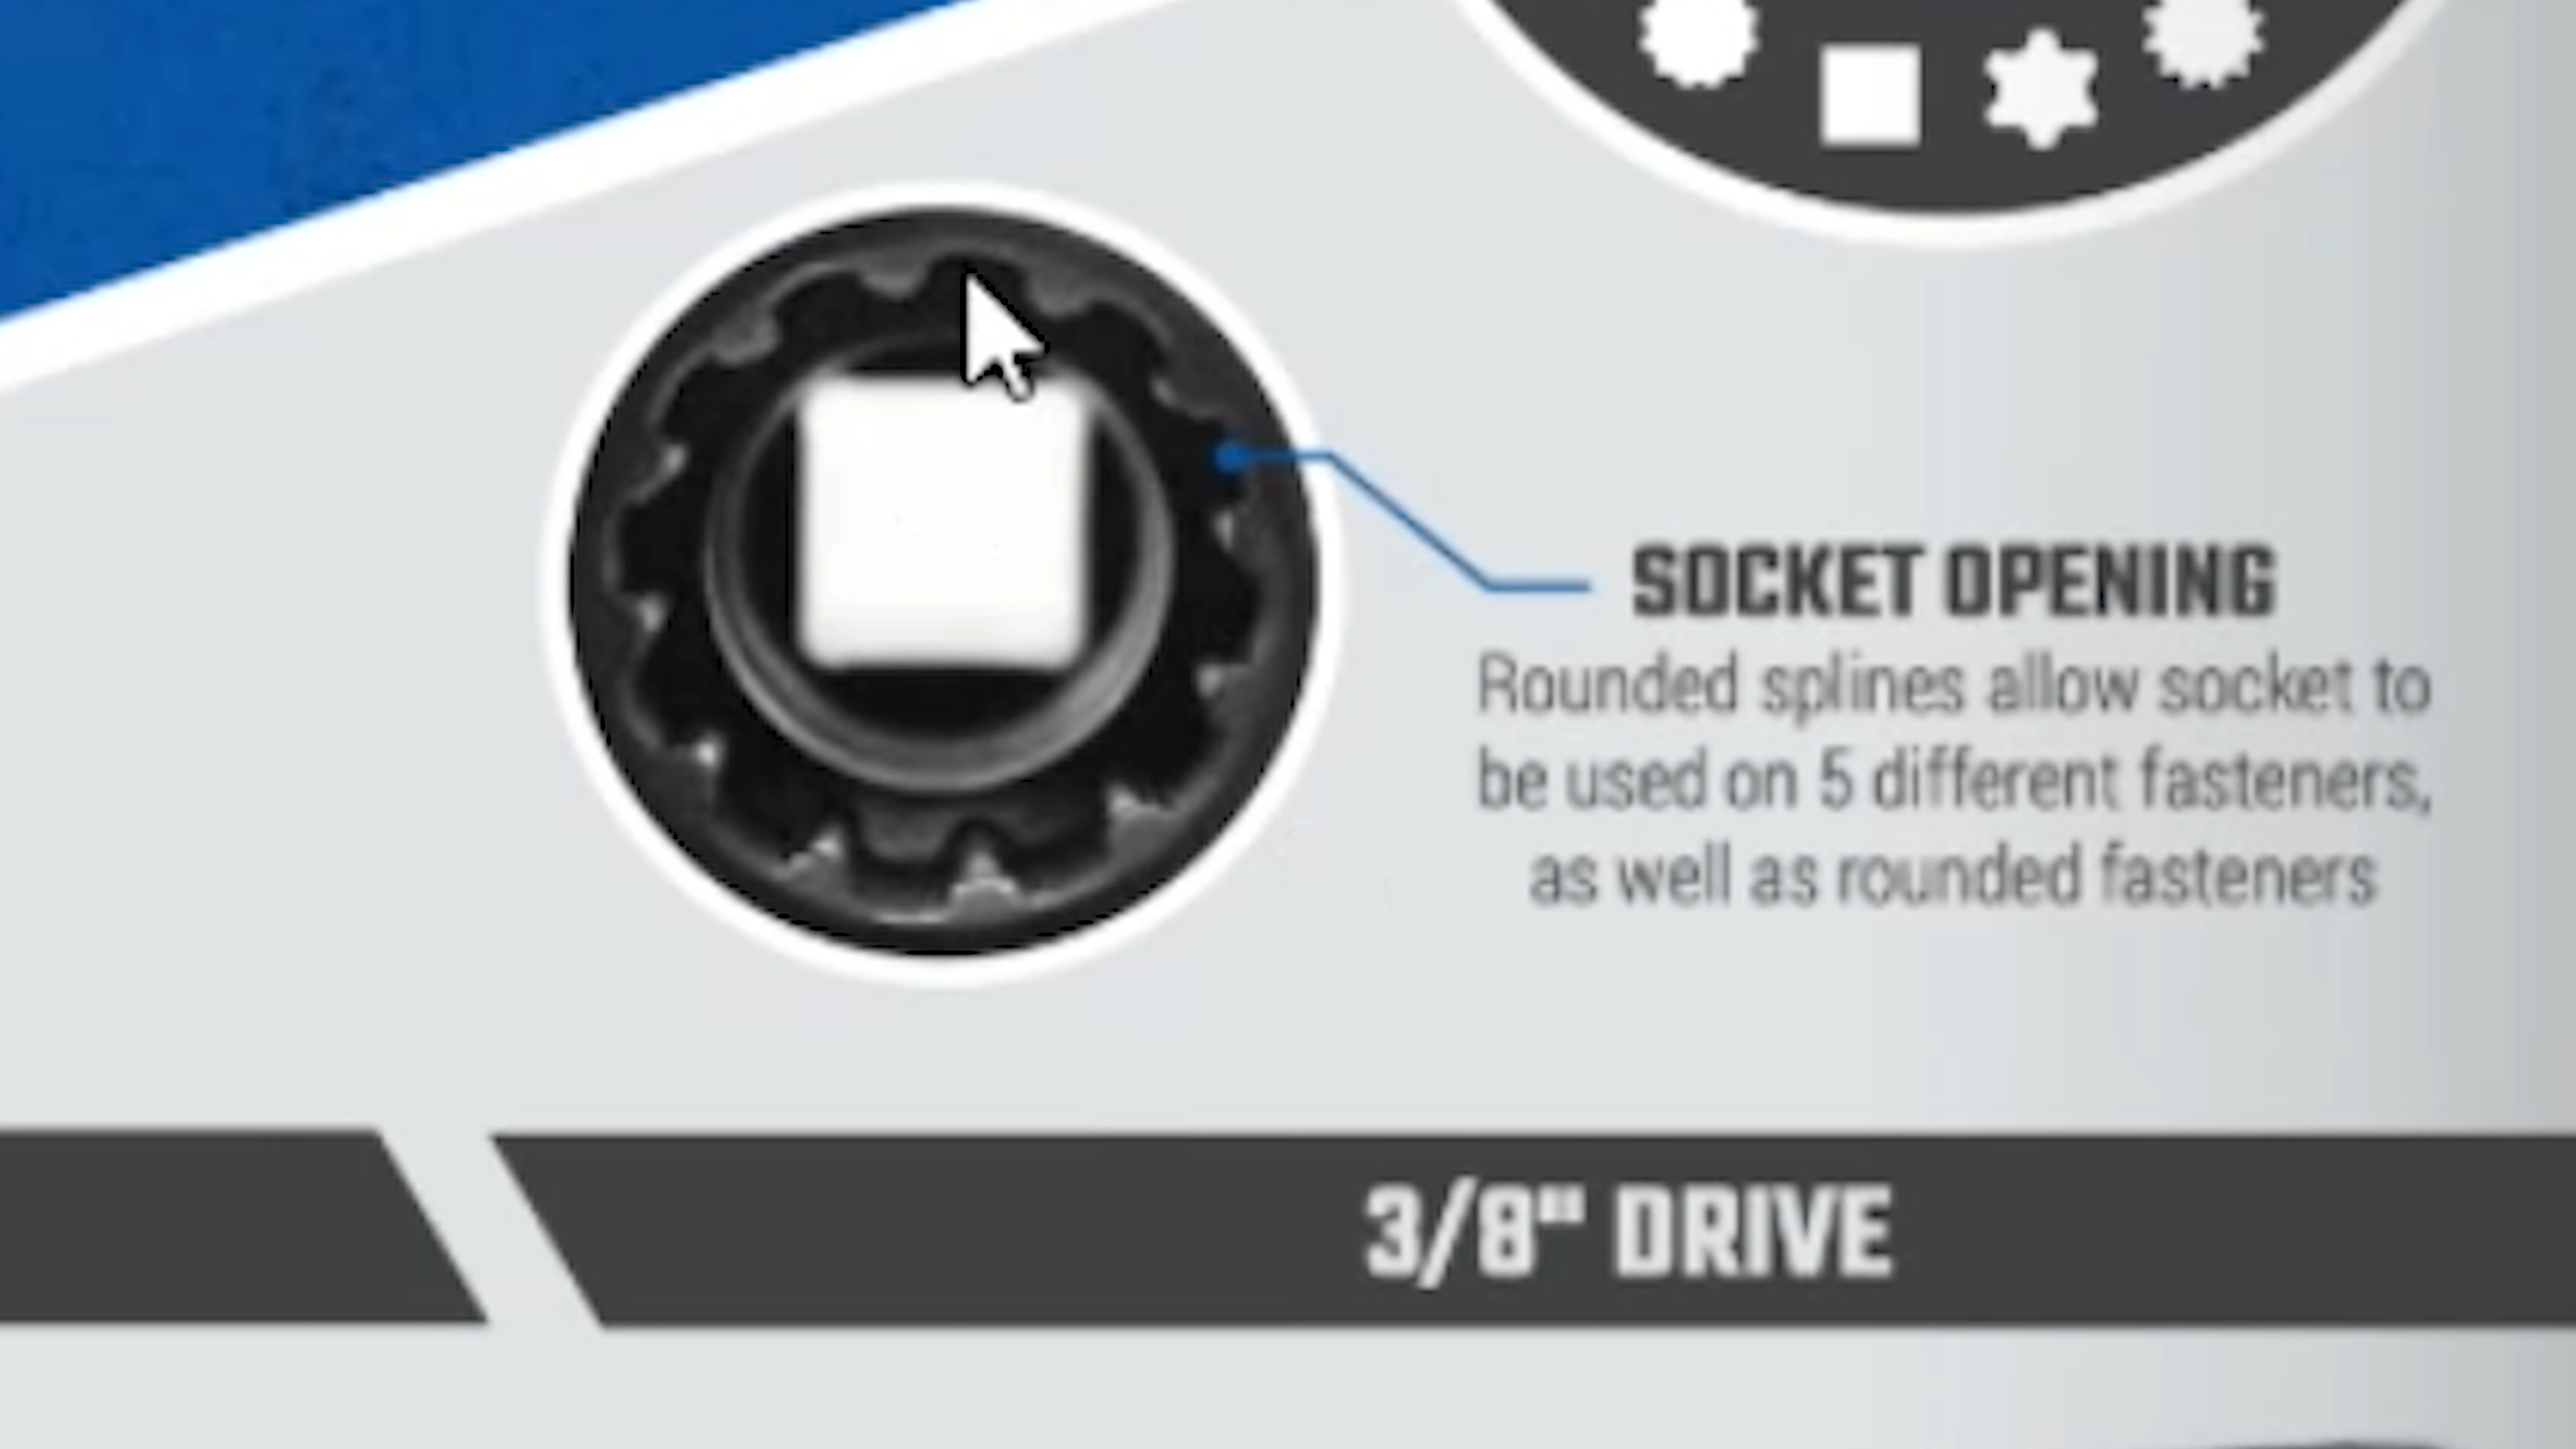 SOCKET OPENING
Rounded splines allow socket to
be used on 5 different fasteners,
as well as rounded fasteners
3/8" DRIVE